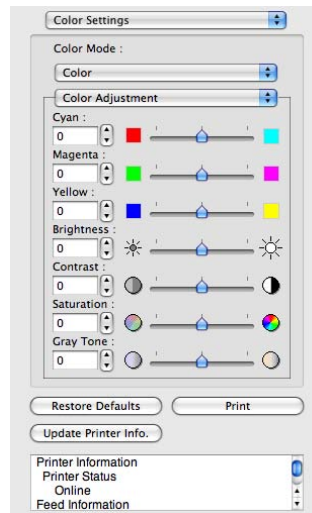 Color Settings
Color Mode :
Color
Color Adjustment
Cyan :
0
Magenta :
0
Yellow :
0
Brightness :
0
Contrast :
0
Saturation :
0
Gray Tone :
0
Restore Defaults Print
Update Printer Info.
Printer Information
Printer Status
Online
Feed Information